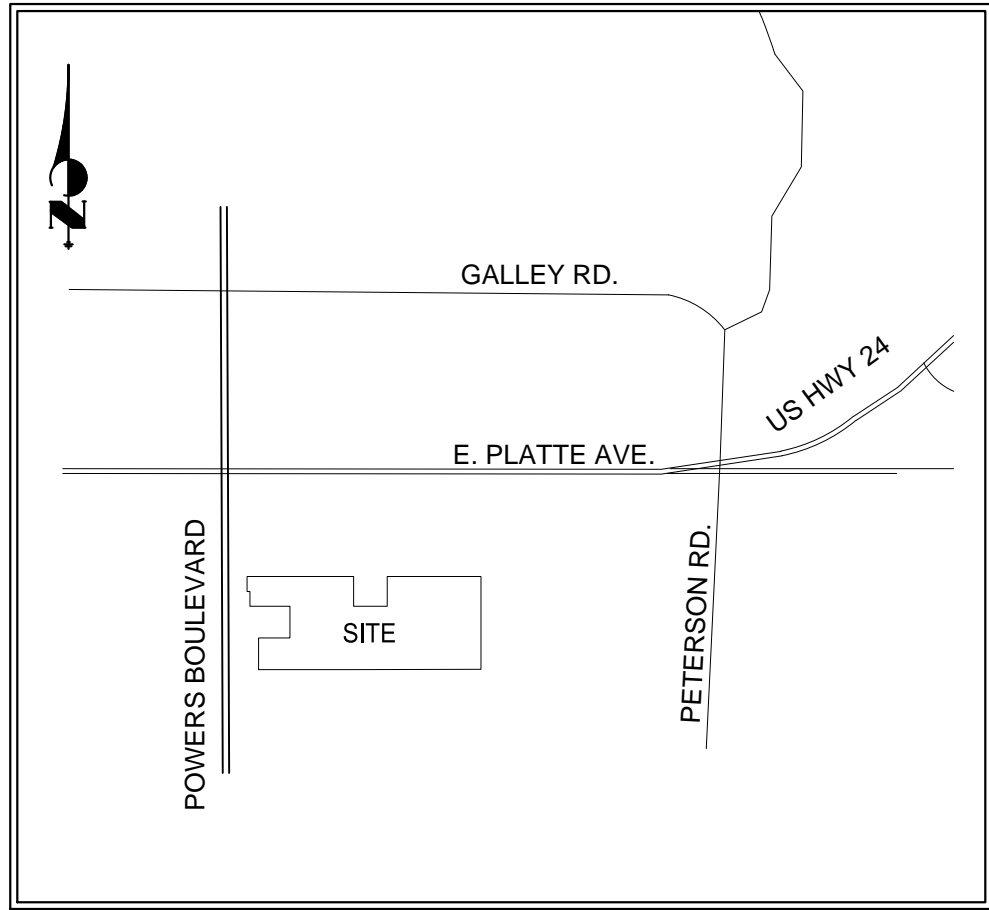 N
GALLEY RD.
US HWY 24
E. PLATTE AVE.
POWERS BOULEVARD
SITE
PETERSON RD.